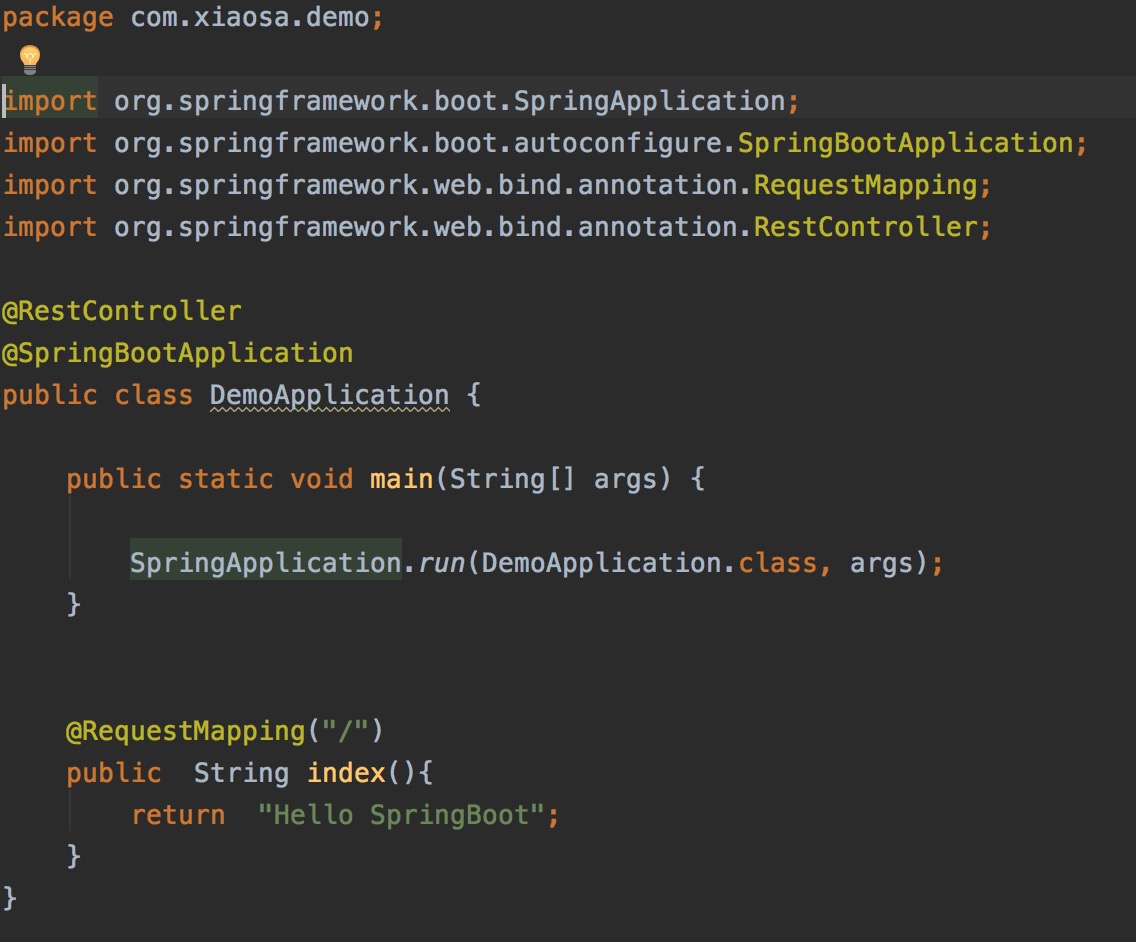 package com.xiaosa.demo;
import org.springframework.boot.SpringApplication;
import org.springframework.boot.autoconfigure.SpringBootApplication;
import org.springframework.web.bind.annotation.RequestMapping;
import org.springframework.web.bind.annotation.RestController;
@RestController
@SpringBootApplication
public class DemoApplication {
    public static void main(String[] args) {
        SpringApplication.run(DemoApplication.class, args);
    }
    @RequestMapping("/")
    public  String index(){
        return  "Hello SpringBoot";
    }
}